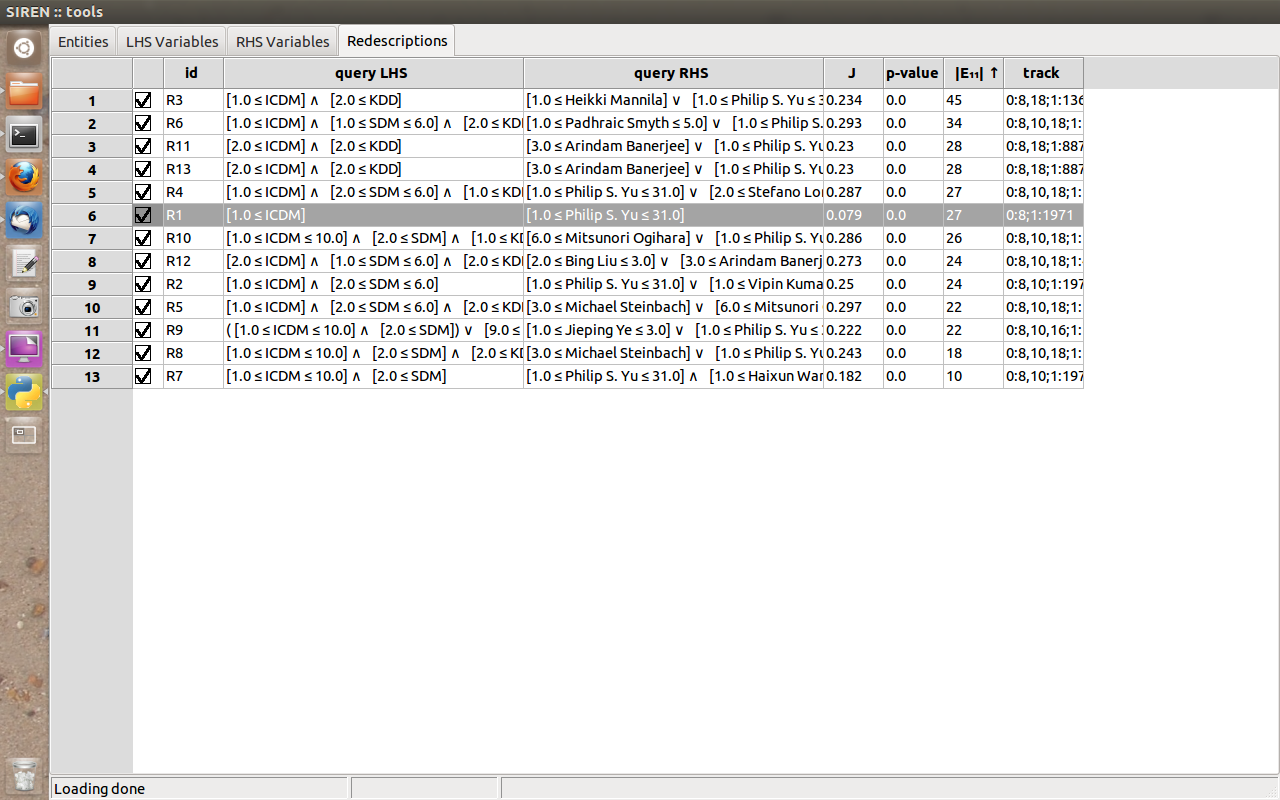 SIREN :: tools
Entities LHS Variables RHS Variables Redescriptions
id query LHS query RHS J p-value |E₁₁| ↑ track
1 R3 [1.0 ≤ ICDM] ∧ [2.0 ≤ KDD] [1.0 ≤ Heikki Mannila] ∨ [1.0 ≤ Philip S. Yu ≤ 3 0.234 0.0 45 0:8,18;1:136
2 R6 [1.0 ≤ ICDM] ∧ [1.0 ≤ SDM ≤ 6.0] ∧ [2.0 ≤ KD [1.0 ≤ Padhraic Smyth ≤ 5.0] ∨ [1.0 ≤ Philip S. 0.293 0.0 34 0:8,10,18;1:
3 R11 [2.0 ≤ ICDM] ∧ [2.0 ≤ KDD] [3.0 ≤ Arindam Banerjee] ∨ [1.0 ≤ Philip S. Yu 0.23 0.0 28 0:8,18;1:887
4 R13 [2.0 ≤ ICDM] ∧ [2.0 ≤ KDD] [3.0 ≤ Arindam Banerjee] ∨ [1.0 ≤ Philip S. Yu 0.23 0.0 28 0:8,18;1:887
5 R4 [1.0 ≤ ICDM] ∧ [2.0 ≤ SDM ≤ 6.0] ∧ [1.0 ≤ KD [1.0 ≤ Philip S. Yu ≤ 31.0] ∨ [2.0 ≤ Stefano Lo 0.287 0.0 27 0:8,10,18;1:
6 R1 [1.0 ≤ ICDM] [1.0 ≤ Philip S. Yu ≤ 31.0] 0.079 0.0 27 0:8;1:1971
7 R10 [1.0 ≤ ICDM ≤ 10.0] ∧ [2.0 ≤ SDM] ∧ [1.0 ≤ KD [6.0 ≤ Mitsunori Ogihara] ∨ [1.0 ≤ Philip S. Yu 0.286 0.0 26 0:8,10,18;1:
8 R12 [2.0 ≤ ICDM] ∧ [1.0 ≤ SDM ≤ 6.0] ∧ [2.0 ≤ KD [2.0 ≤ Bing Liu ≤ 3.0] ∨ [3.0 ≤ Arindam Banerj 0.273 0.0 24 0:8,10,18;1:
9 R2 [1.0 ≤ ICDM] ∧ [2.0 ≤ SDM ≤ 6.0] [1.0 ≤ Philip S. Yu ≤ 31.0] ∨ [1.0 ≤ Vipin Kuma 0.25 0.0 24 0:8,10;1:197
10 R5 [1.0 ≤ ICDM] ∧ [2.0 ≤ SDM ≤ 6.0] ∧ [2.0 ≤ KD [3.0 ≤ Michael Steinbach] ∨ [6.0 ≤ Mitsunori 0.297 0.0 22 0:8,10,18;1:
11 R9 ( [1.0 ≤ ICDM ≤ 10.0] ∧ [2.0 ≤ SDM]) ∨ [9.0 ≤ [1.0 ≤ Jieping Ye ≤ 3.0] ∨ [1.0 ≤ Philip S. Yu ≤ 0.222 0.0 22 0:8,10,16;1:
12 R8 [1.0 ≤ ICDM ≤ 10.0] ∧ [2.0 ≤ SDM] ∧ [2.0 ≤ KD [3.0 ≤ Michael Steinbach] ∨ [1.0 ≤ Philip S. Yu 0.243 0.0 18 0:8,10,18;1:
13 R7 [1.0 ≤ ICDM ≤ 10.0] ∧ [2.0 ≤ SDM] [1.0 ≤ Philip S. Yu ≤ 31.0] ∧ [1.0 ≤ Haixun War 0.182 0.0 10 0:8,10;1:197
Loading done